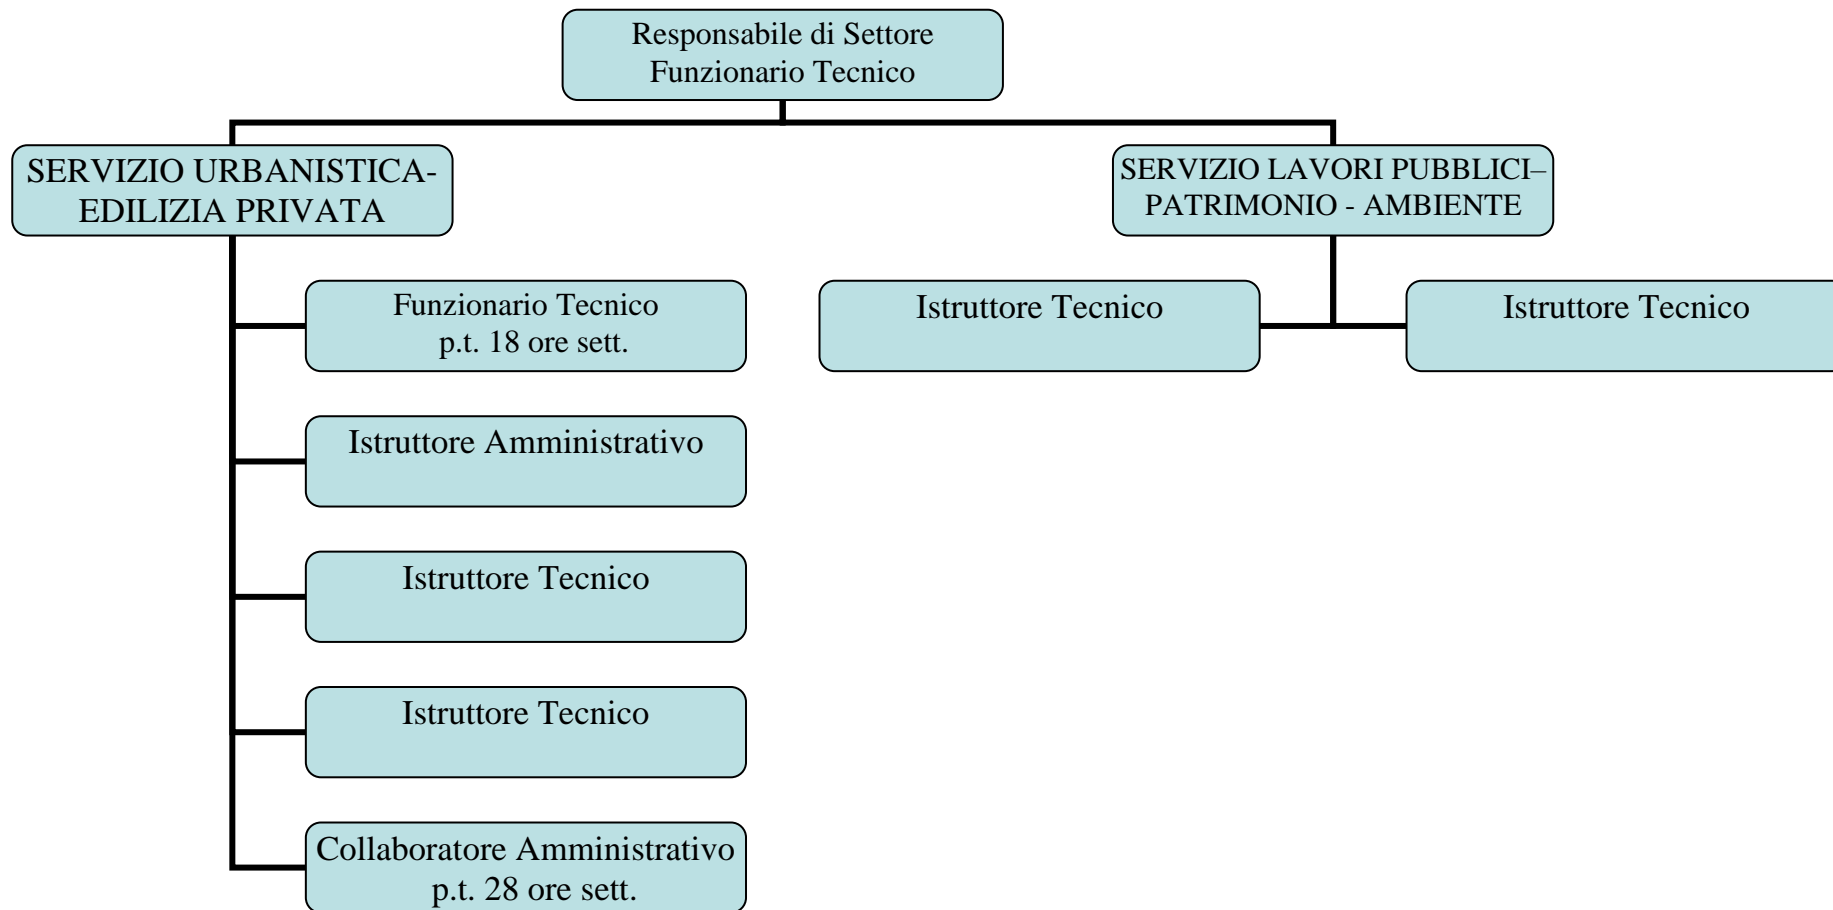 Responsabile di Settore
Funzionario Tecnico
SERVIZIO URBANISTICA-
EDILIZIA PRIVATA
SERVIZIO LAVORI PUBBLICI–
PATRIMONIO - AMBIENTE
Funzionario Tecnico
p.t. 18 ore sett.
Istruttore Tecnico
Istruttore Tecnico
Istruttore Amministrativo
Istruttore Tecnico
Istruttore Tecnico
Collaboratore Amministrativo
p.t. 28 ore sett.